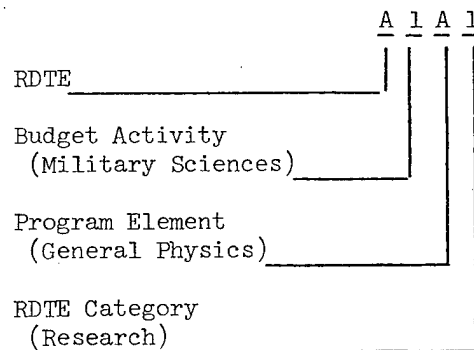 A 1 A 1
RDTE
Budget Activity
(Military Sciences)
Program Element
(General Physics)
RDTE Category
(Research)